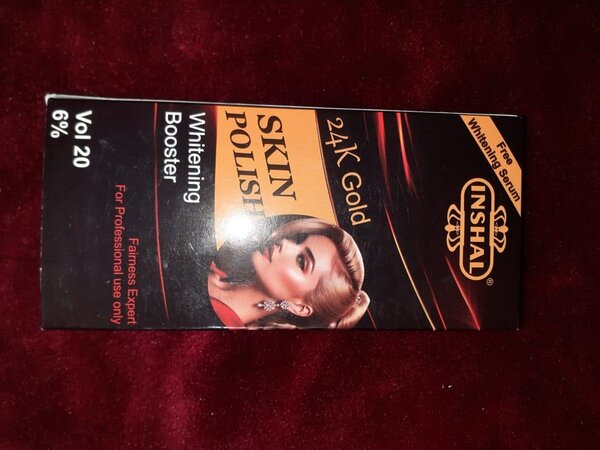 Free
Whitening Serum
INSHAL®
24K Gold
SKIN
POLISH
Whitening
Booster
Vol 20
6%
Fairness Expert
For Professional use only